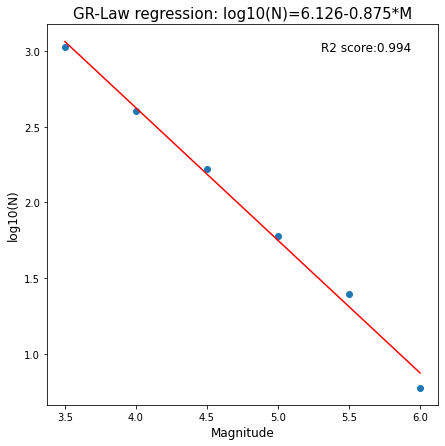 GR-Law regression: log10(N)=6.126-0.875*M
R2 score:0.994
log10(N)
3.0
2.5
2.0
1.5
1.0
3.5 4.0 4.5 5.0 5.5 6.0
Magnitude